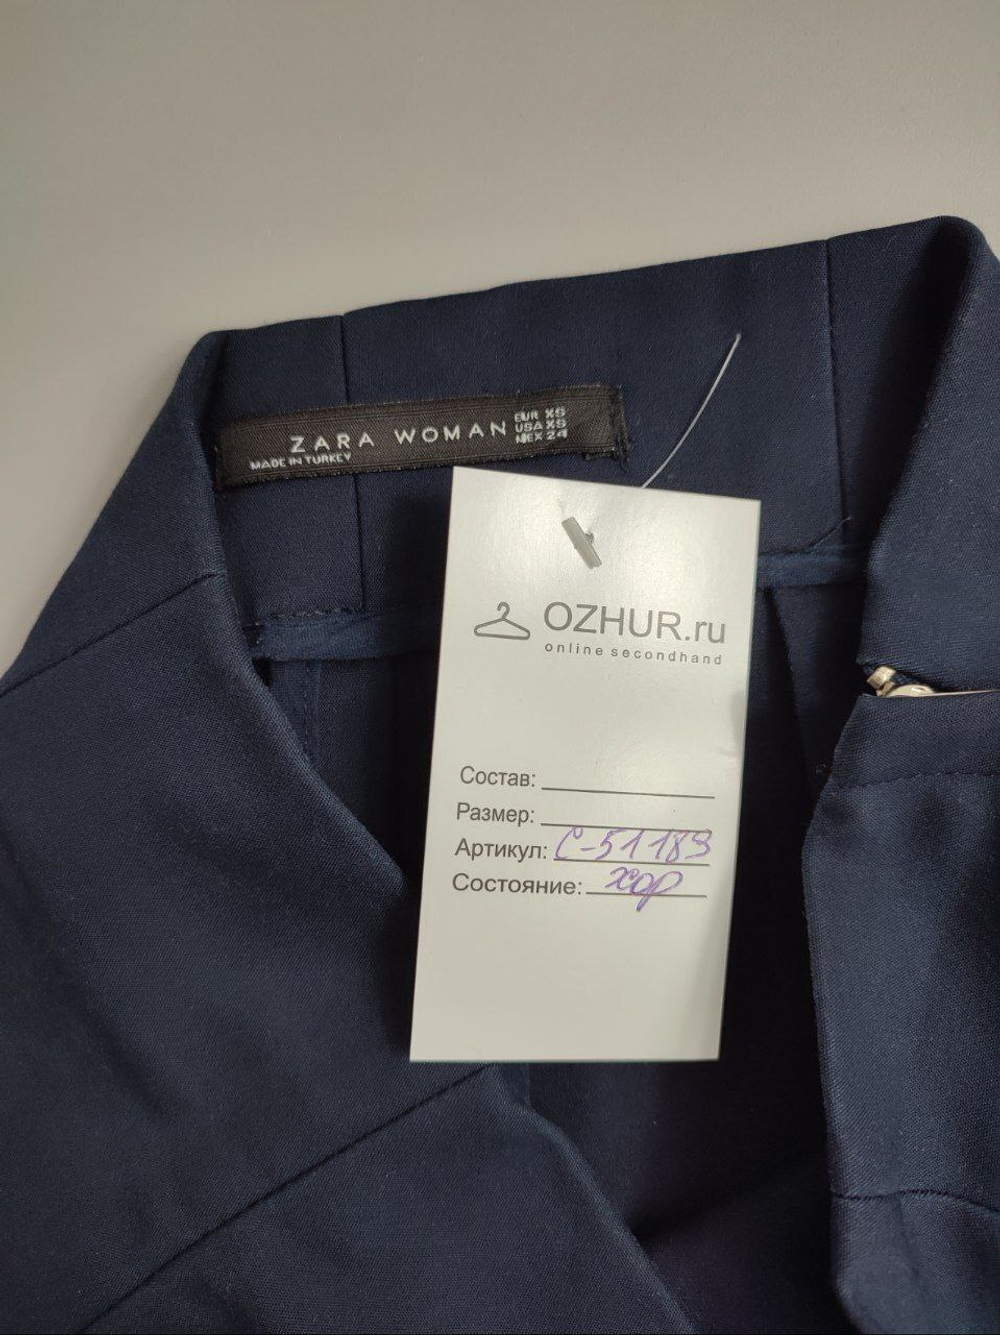 ZARA WOMAN EUR XS
USA XS
MEX 24
MADE IN TURKEY
OZHUR.ru
online secondhand
Состав:
Размер:
Артикул: С-51189
Состояние: хор